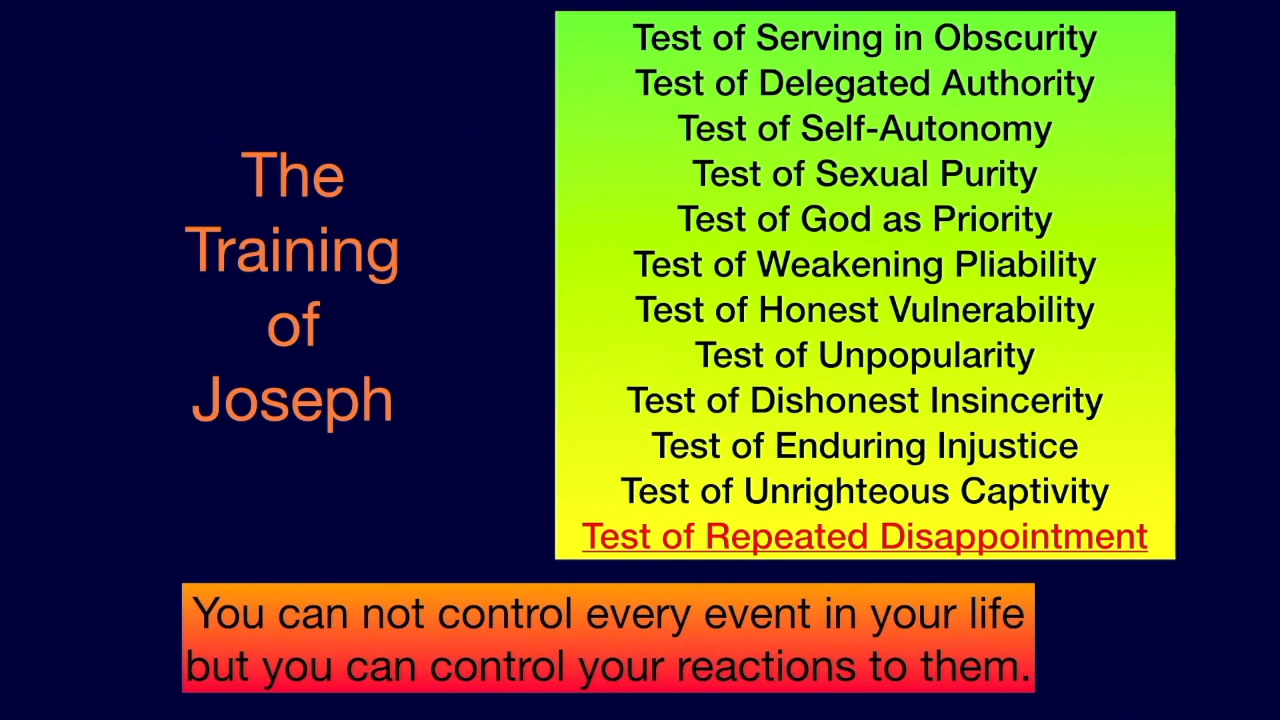 The
Training
of
Joseph
Test of Serving in Obscurity
Test of Delegated Authority
Test of Self-Autonomy
Test of Sexual Purity
Test of God as Priority
Test of Weakening Pliability
Test of Honest Vulnerability
Test of Unpopularity
Test of Dishonest Insincerity
Test of Enduring Injustice
Test of Unrighteous Captivity
Test of Repeated Disappointment
You can not control every event in your life
but you can control your reactions to them.